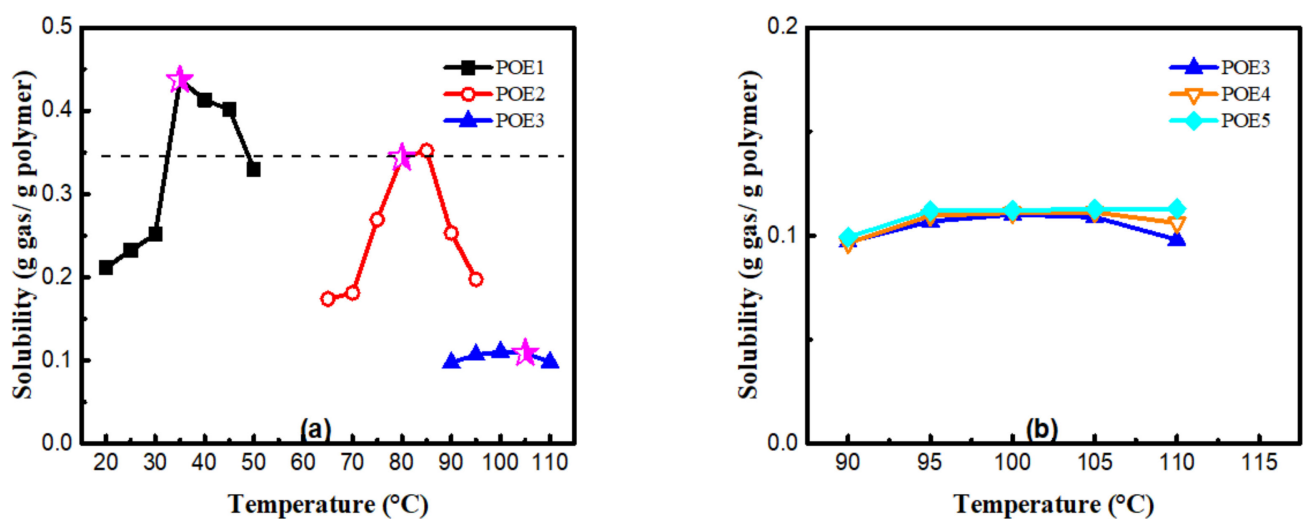 0.5
0.4
0.3
0.2
0.1
0.0
Solubility (g gas/ g polymer)
POE1
POE2
POE3
(a)
20 30 40 50 60 70 80 90 100 110
Temperature (°C)
0.2
0.1
0.0
Solubility (g gas/ g polymer)
POE3
POE4
POE5
(b)
90 95 100 105 110 115
Temperature (°C)